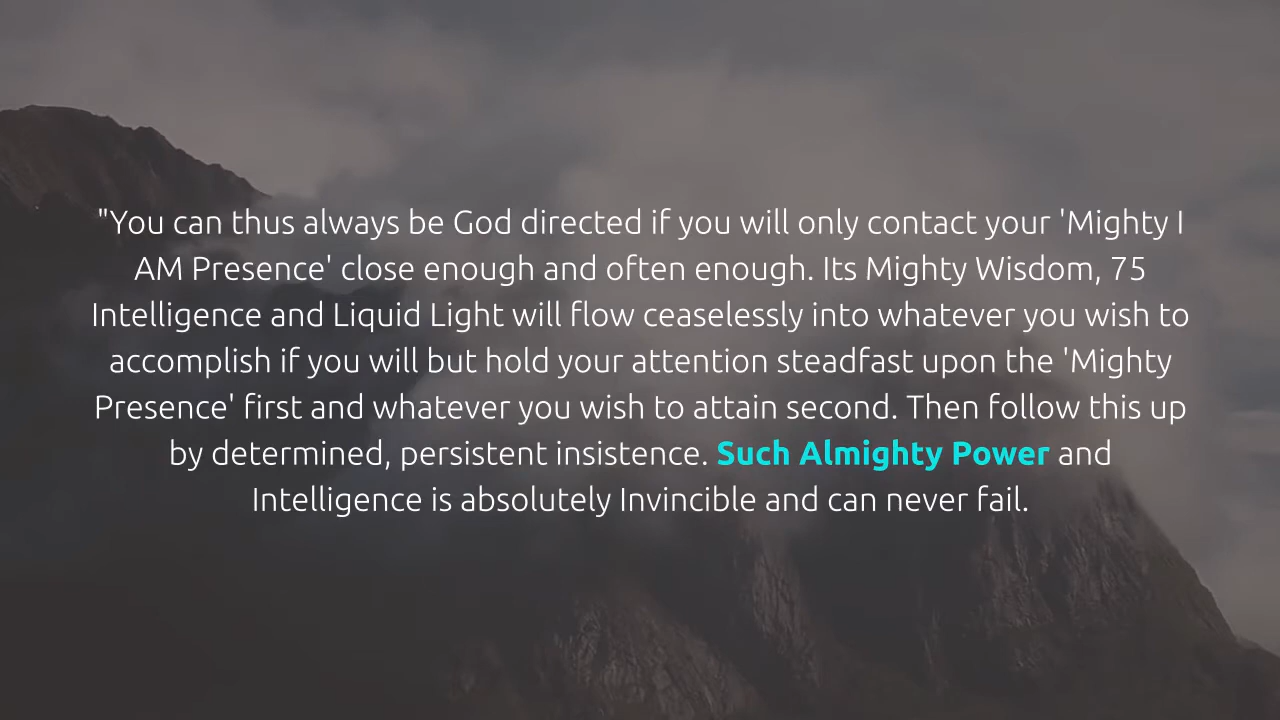 "You can thus always be God directed if you will only contact your 'Mighty I
AM Presence' close enough and often enough. Its Mighty Wisdom, 75
Intelligence and Liquid Light will flow ceaselessly into whatever you wish to
accomplish if you will but hold your attention steadfast upon the 'Mighty
Presence' first and whatever you wish to attain second. Then follow this up
by determined, persistent insistence. Such Almighty Power and
Intelligence is absolutely Invincible and can never fail.